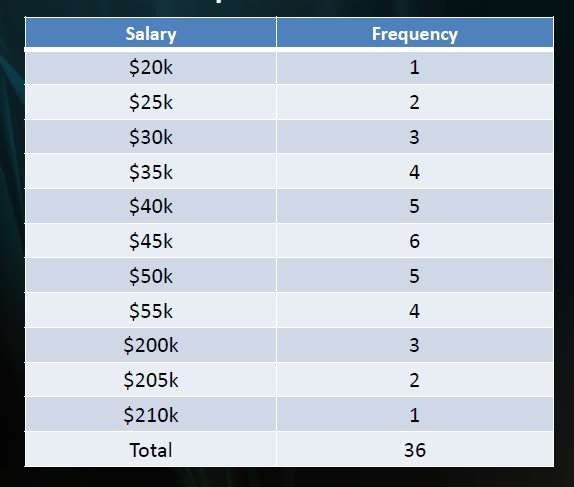 Salary Frequency
$20k 1
$25k 2
$30k 3
$35k 4
$40k 5
$45k 6
$50k 5
$55k 4
$200k 3
$205k 2
$210k 1
Total 36